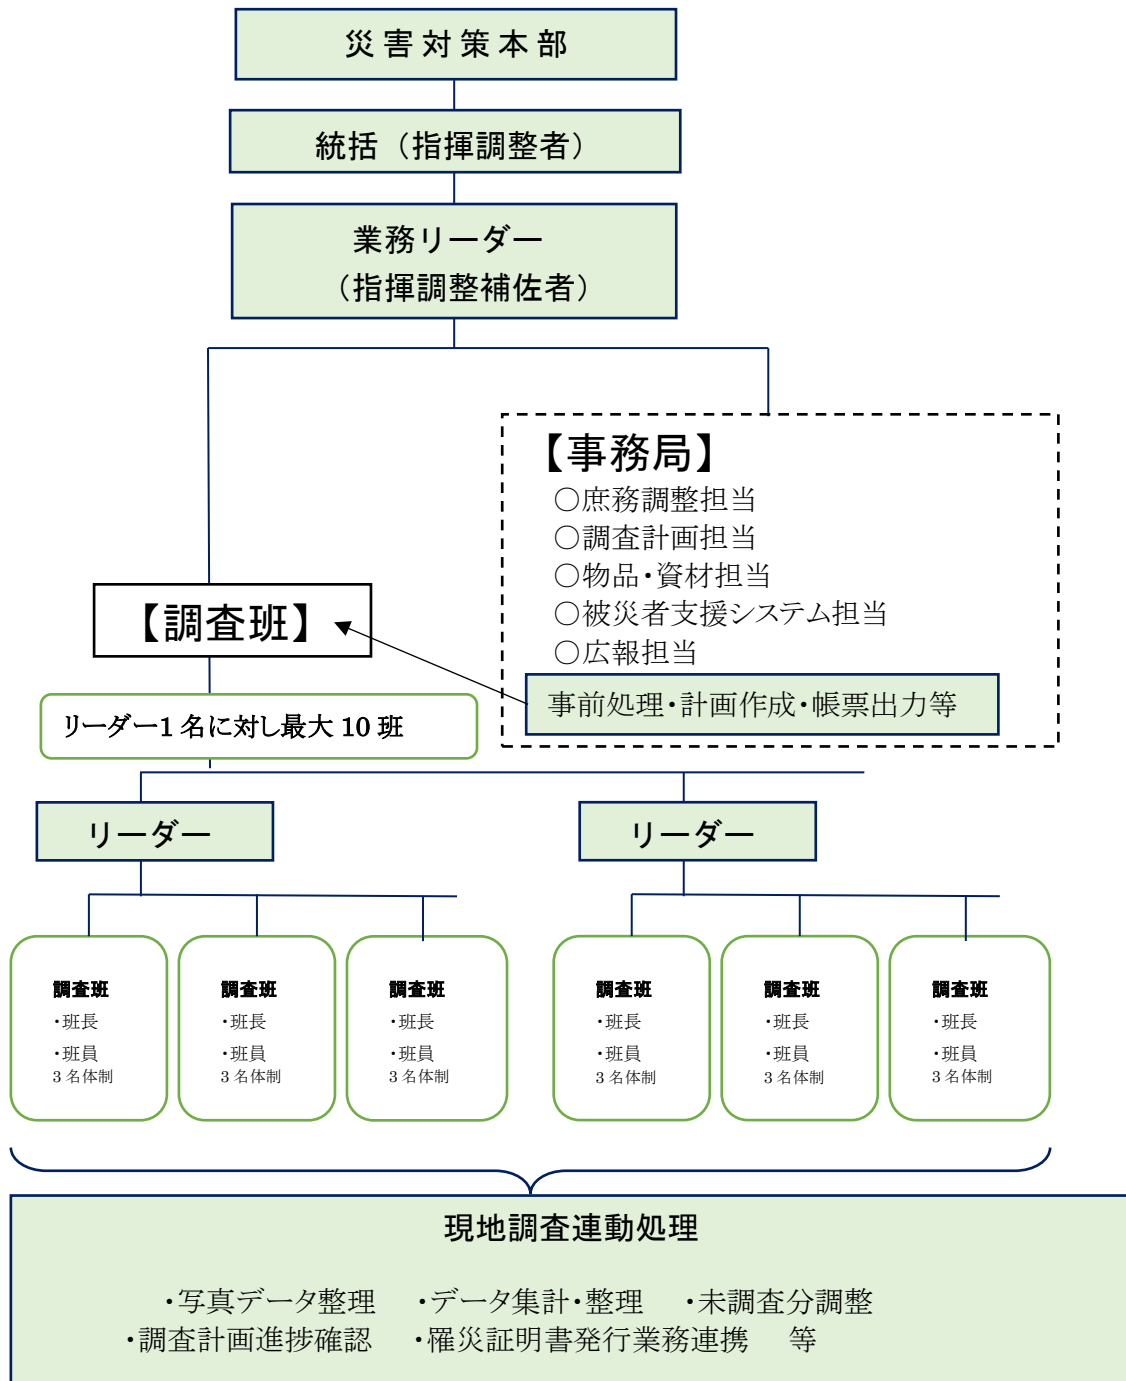 災害対策本部
統括（指揮調整者）
業務リーダー
（指揮調整補佐者）
【事務局】
○庶務調整担当
○調査計画担当
○物品・資材担当
○被災者支援システム担当
○広報担当
事前処理・計画作成・帳票出力等
【調査班】
リーダー1 名に対し最大 10 班
リーダー
リーダー
調査班
・班長
・班員
3 名体制
調査班
・班長
・班員
3 名体制
調査班
・班長
・班員
3 名体制
調査班
・班長
・班員
3 名体制
調査班
・班長
・班員
3 名体制
調査班
・班長
・班員
3 名体制
現地調査連動処理
・写真データ整理　・データ集計・整理　・未調査分調整
・調査計画進捗確認　・罹災証明書発行業務連携　等